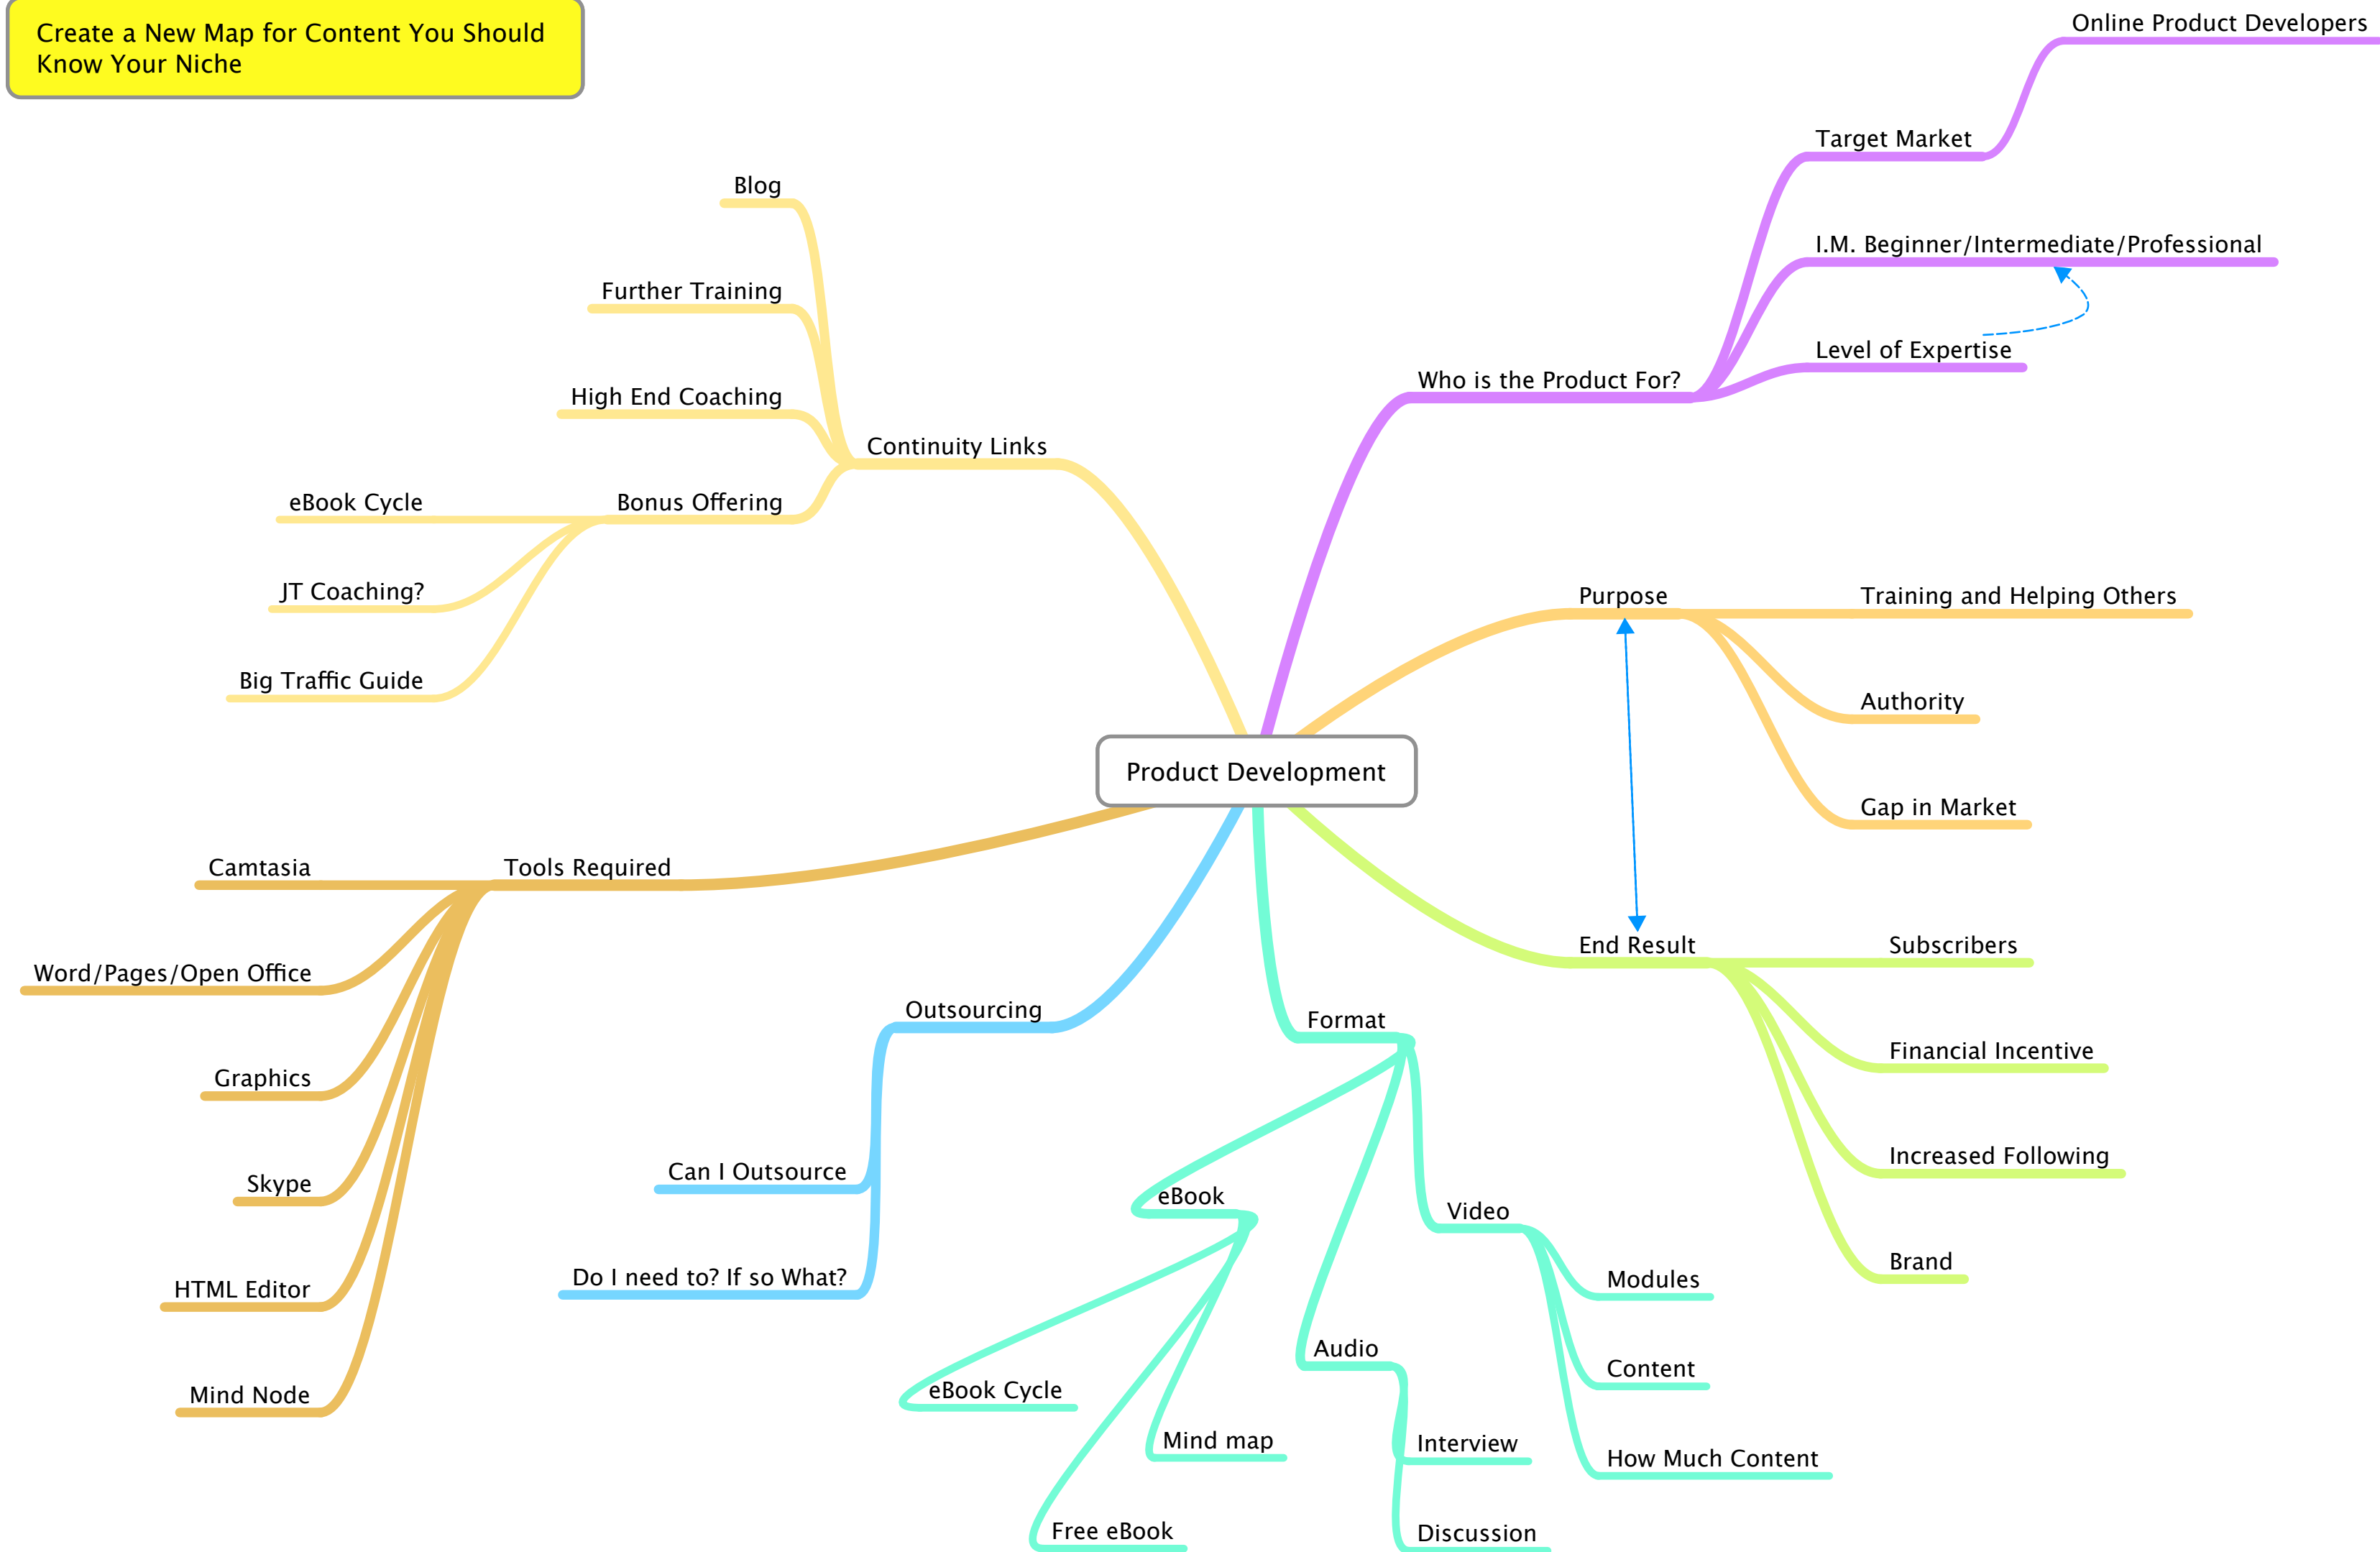 Create a New Map for Content You Should
Know Your Niche
Online Product Developers
Target Market
I.M. Beginner/Intermediate/Professional
Level of Expertise
Who is the Product For?
Blog
Further Training
High End Coaching
Continuity Links
Bonus Offering
eBook Cycle
JT Coaching?
Big Traffic Guide
Purpose
Training and Helping Others
Authority
Gap in Market
Product Development
Tools Required
Camtasia
Word/Pages/Open Office
Graphics
Skype
HTML Editor
Mind Node
Outsourcing
Can I Outsource
Do I need to? If so What?
Format
eBook
eBook Cycle
Mind map
Free eBook
Audio
Interview
Discussion
Video
Modules
Content
How Much Content
End Result
Subscribers
Financial Incentive
Increased Following
Brand